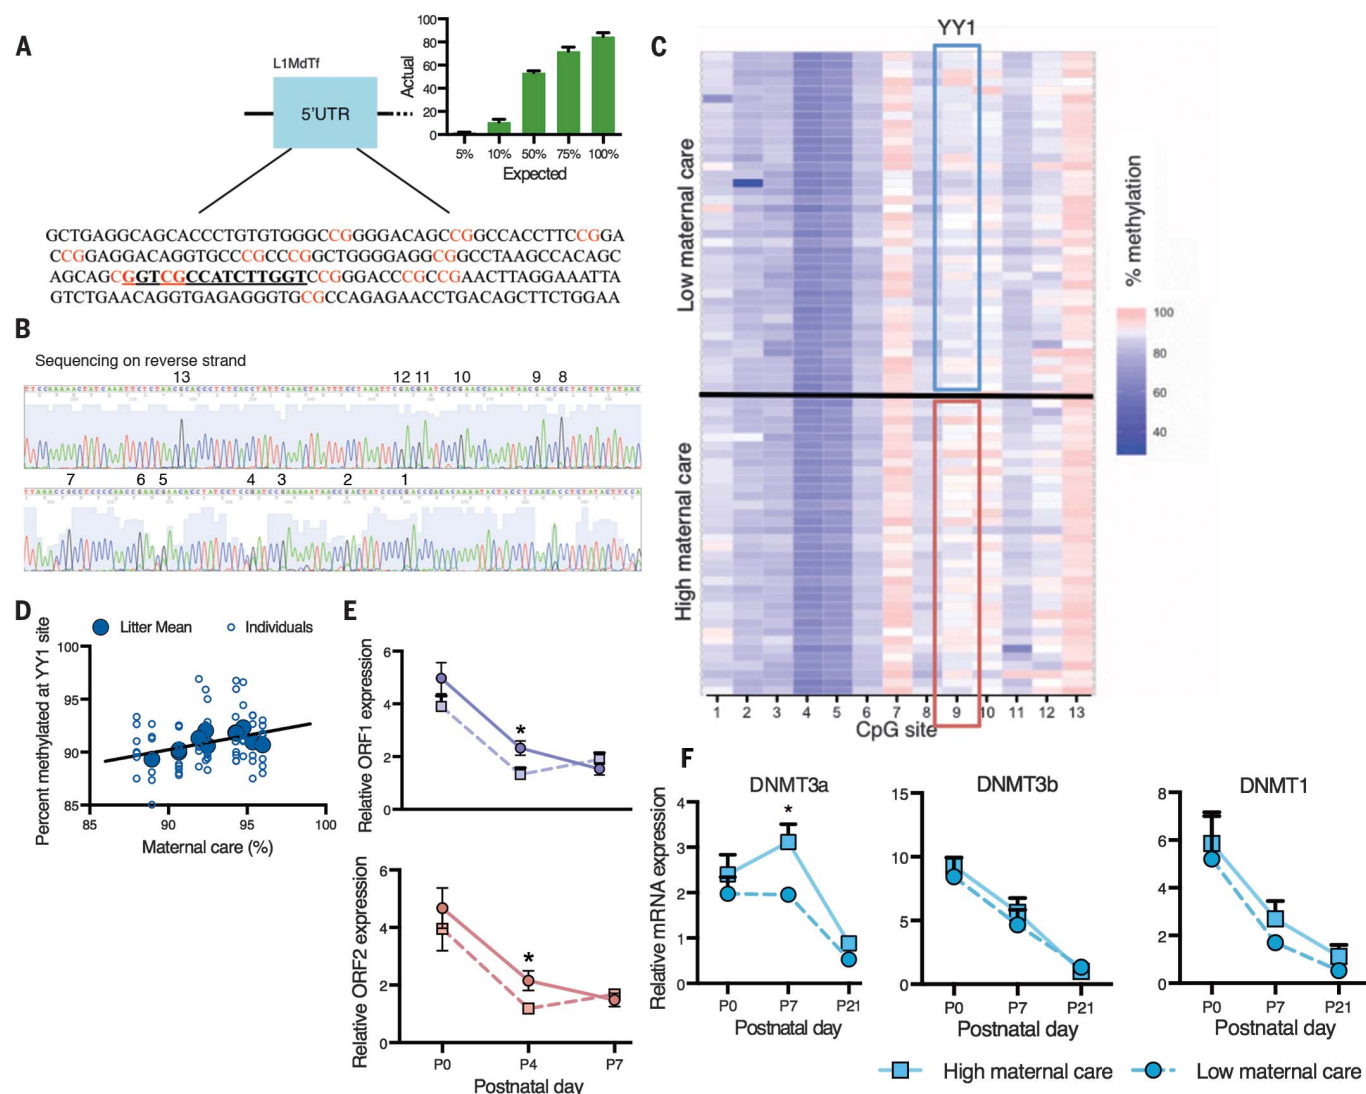 A
L1MdTf
5'UTR
Actual
100
80
60
40
20
0
5% 10% 50% 75% 100%
Expected
GCTGAGGCAGCACCCTGTGTGGGCCGGGGACAGCCGGCCACCTTCCGGA
CCGGAGGACAGGTGCCCGCCCGGCTGGGGAGGCGGCCTAAGCCACAGC
AGCAGCGGTCGCCATCTTGGTCCGGGACCCGCCGAACTTAGGAAATTA
GTCTGAACAGGTGAGAGGGTGCGCCAGAGAACCTGACAGCTTCTGGAA
B
Sequencing on reverse strand
13 12 11 10 9 8
7 6 5 4 3 2 1
C
YY1
Low maternal care
High maternal care
1 2 3 4 5 6 7 8 9 10 11 12 13
CpG site
% methylation
100
80
60
40
D
Litter Mean
Individuals
Percent methylated at YY1 site
100
95
90
85
85 90 95 100
Maternal care (%)
E
Relative ORF1 expression
6
4
2
0
*
Relative ORF2 expression
6
4
2
0
*
P0 P4 P7
Postnatal day
F
DNMT3a
Relative mRNA expression
4
3
2
1
0
*
P0 P7 P21
Postnatal day
DNMT3b
15
10
5
0
P0 P7 P21
Postnatal day
DNMT1
8
6
4
2
0
P0 P7 P21
Postnatal day
High maternal care
Low maternal care